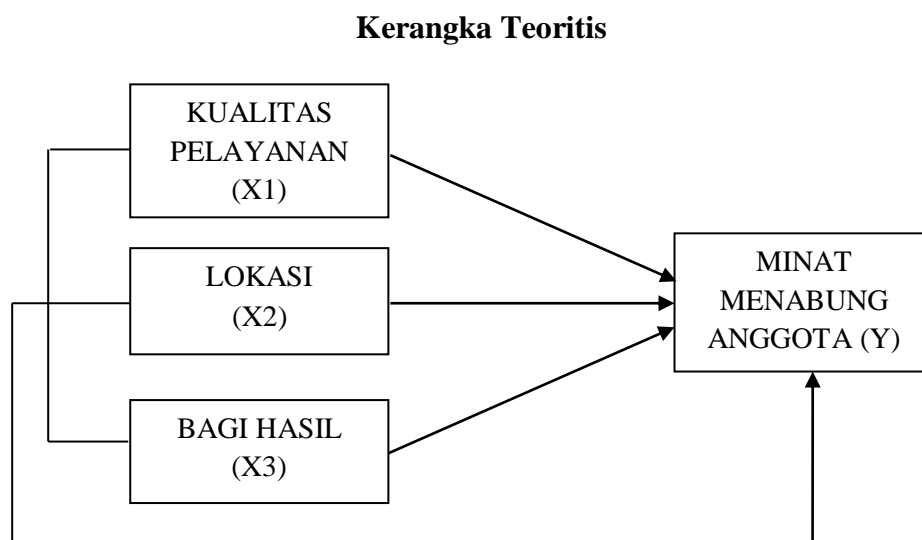 Kerangka Teoritis
KUALITAS
PELAYANAN
(X1)
LOKASI
(X2)
BAGI HASIL
(X3)
MINAT
MENABUNG
ANGGOTA (Y)